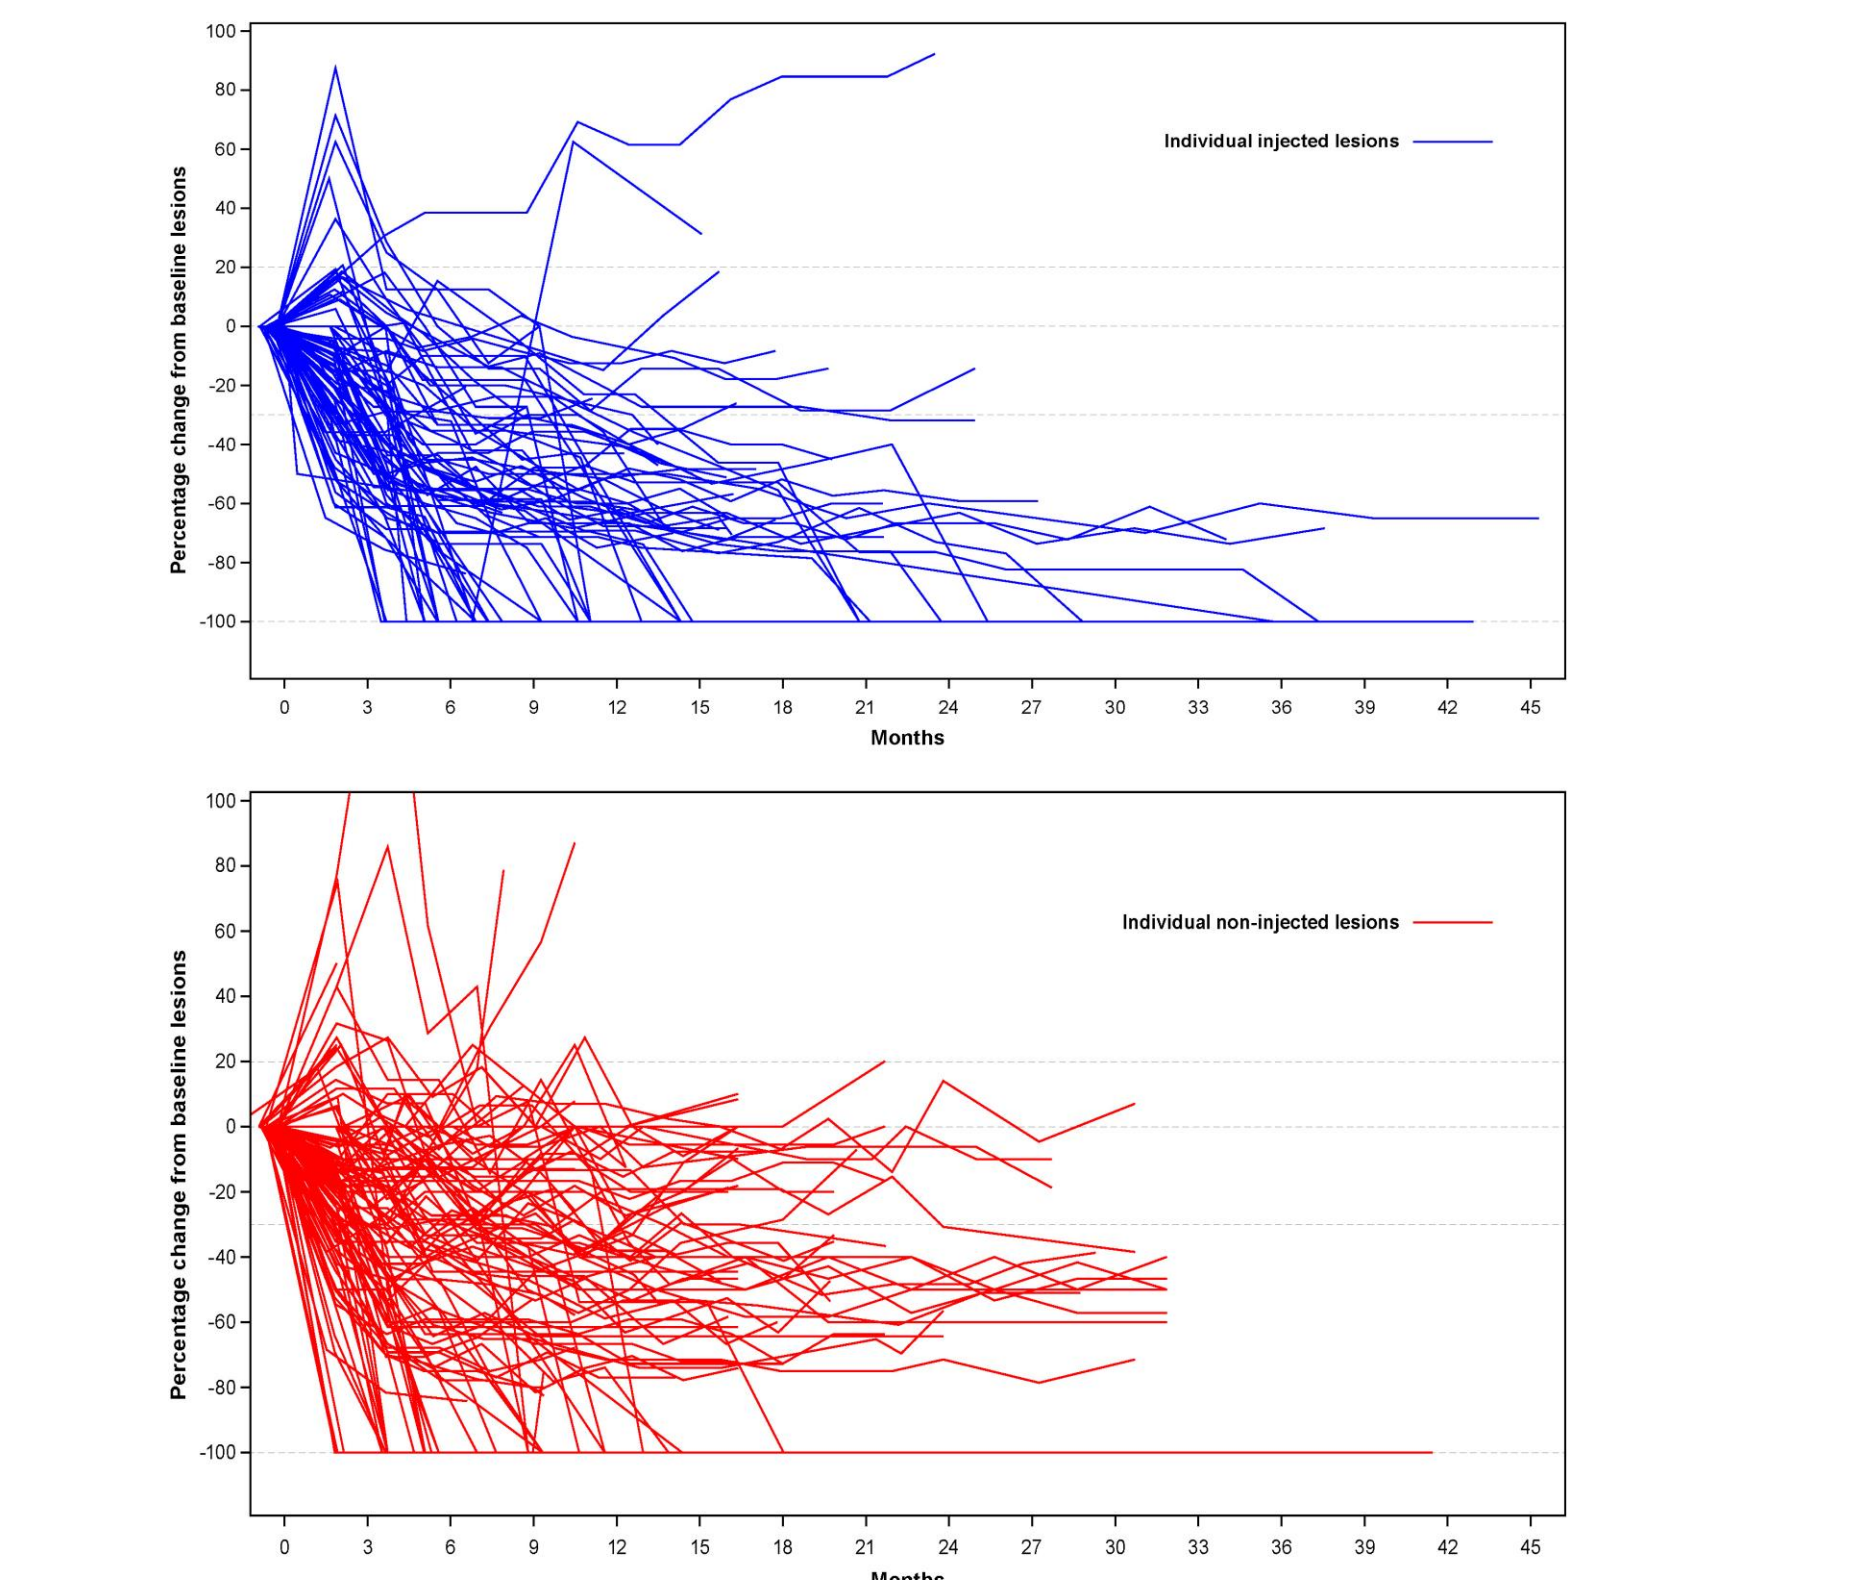 100
80
60
40
20
0
-20
-40
-60
-80
-100
Percentage change from baseline lesions
Individual injected lesions
0 3 6 9 12 15 18 21 24 27 30 33 36 39 42 45
Months
100
80
60
40
20
0
-20
-40
-60
-80
-100
Percentage change from baseline lesions
Individual non-injected lesions
0 3 6 9 12 15 18 21 24 27 30 33 36 39 42 45
Months